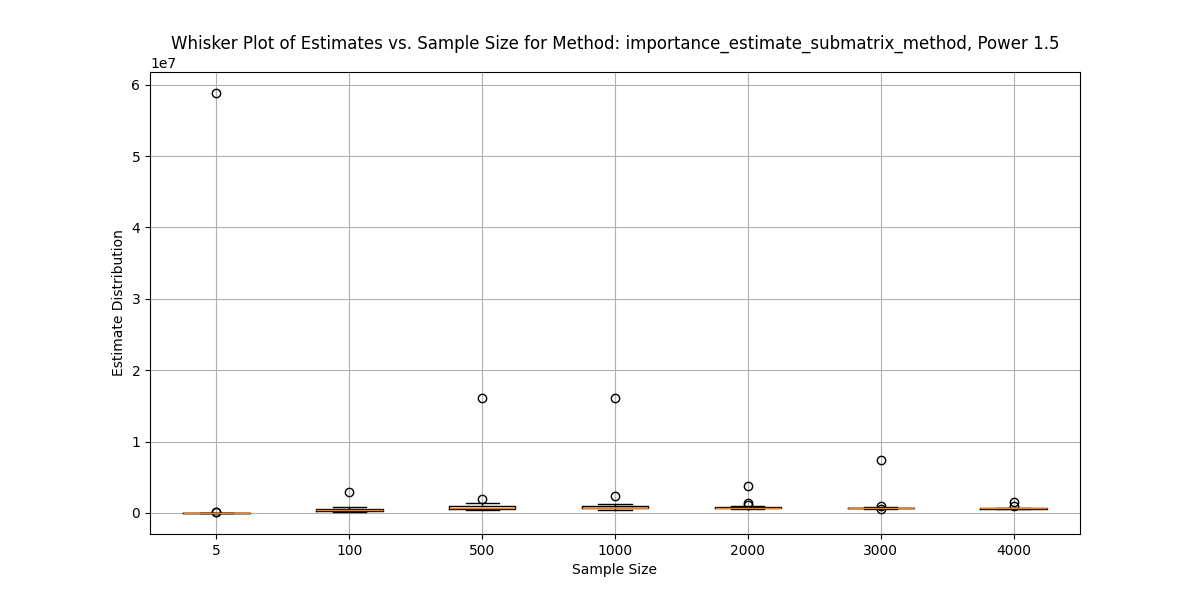 Whisker Plot of Estimates vs. Sample Size for Method: importance_estimate_submatrix_method, Power 1.5
1e7
6
5
4
3
2
1
0
Estimate Distribution
5 100 500 1000 2000 3000 4000
Sample Size